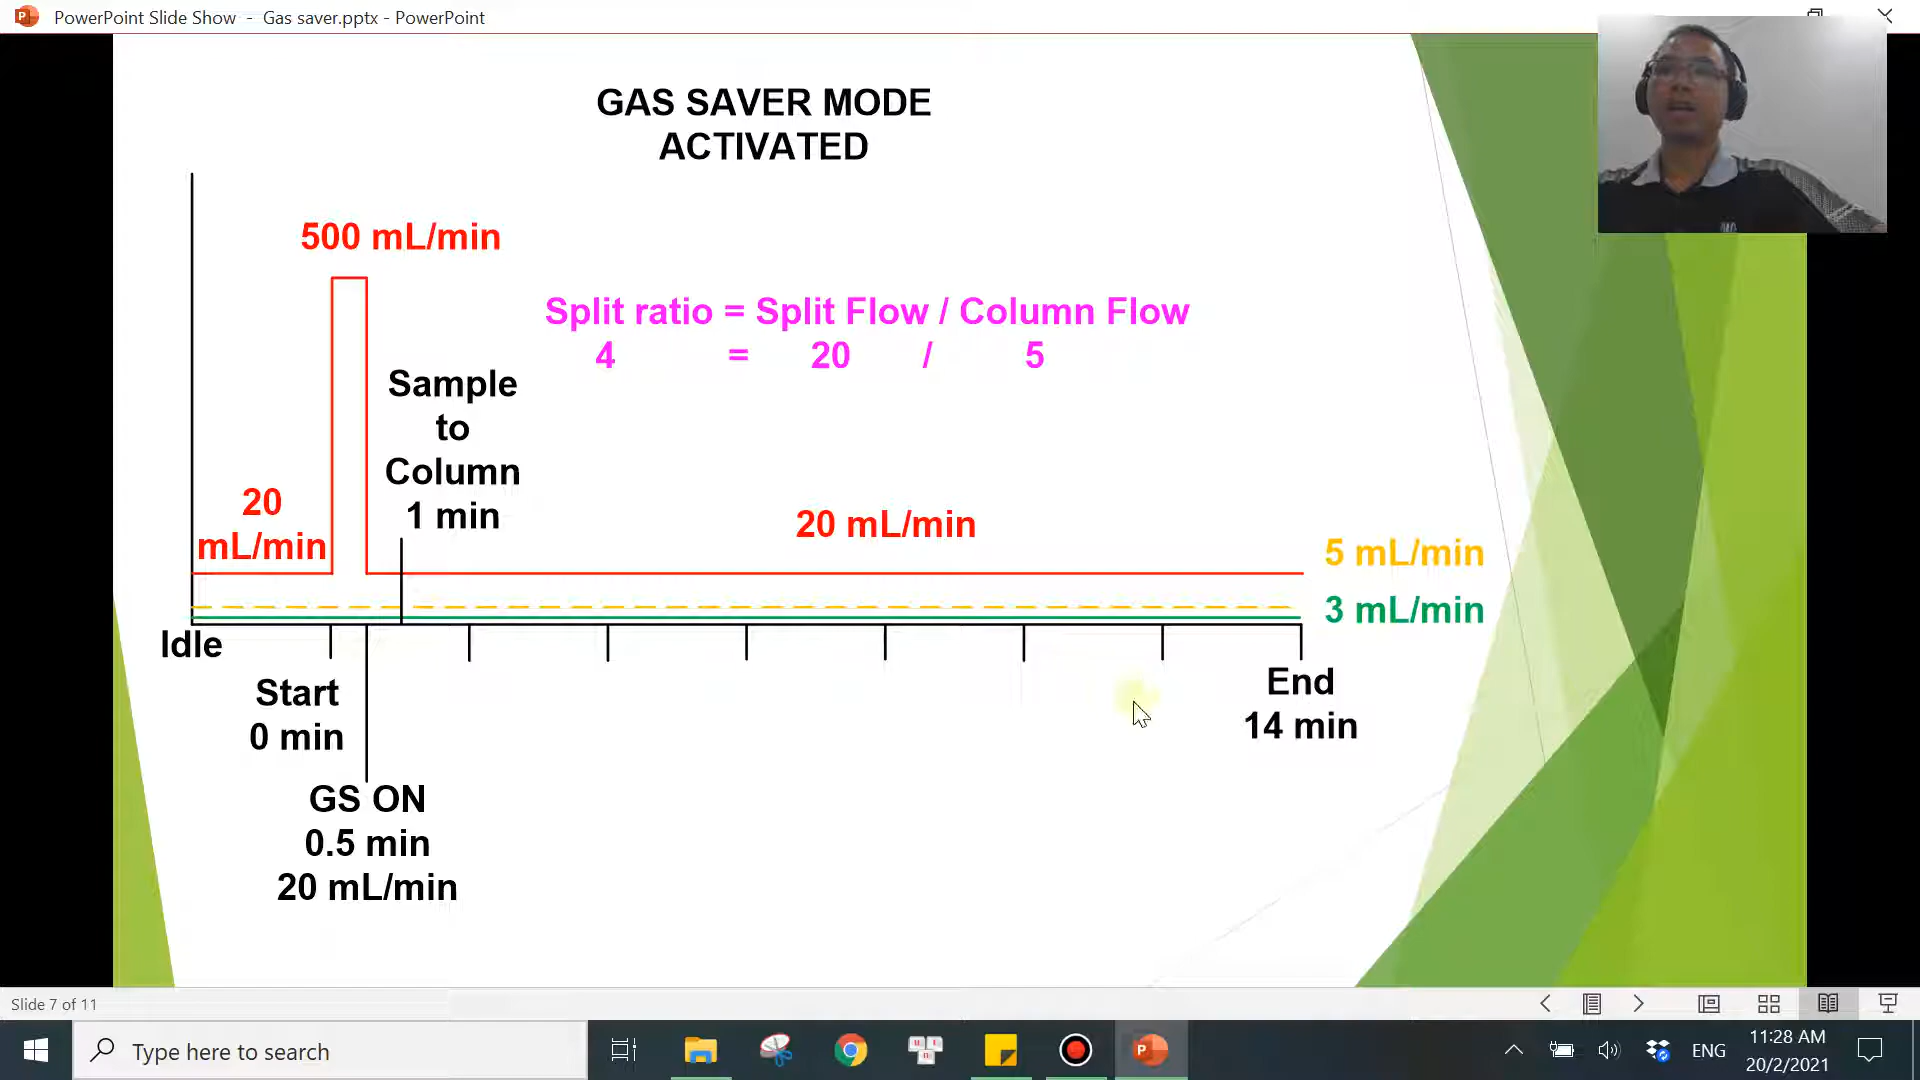 PowerPoint Slide Show - Gas saver.pptx - PowerPoint
GAS SAVER MODE
ACTIVATED
500 mL/min
Split ratio = Split Flow / Column Flow
4 = 20 / 5
Sample
to
Column
1 min
20
mL/min
20 mL/min
5 mL/min
3 mL/min
Idle
Start
0 min
End
14 min
GS ON
0.5 min
20 mL/min
Slide 7 of 11
Type here to search
ENG
11:28 AM
20/2/2021